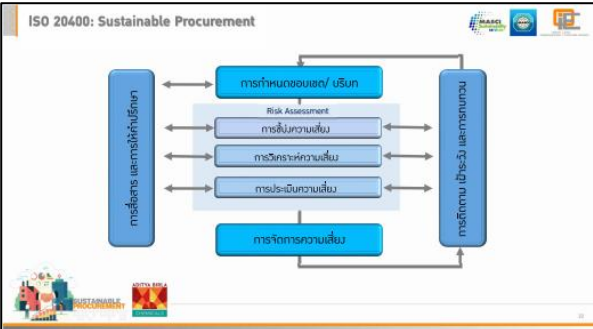 ISO 20400: Sustainable Procurement
MASCI
การกำหนดขอบเขต/ บริบท
Risk Assessment
การชี้บ่งความเสี่ยง
การวิเคราะห์ความเสี่ยง
การประเมินความเสี่ยง
การจัดการความเสี่ยง
การสื่อสาร และการให้คำปรึกษา
การติดตาม เฝ้าระวัง และการทบทวน
SUSTAINABLE
PROCUREMENT
ADITYA BIRLA